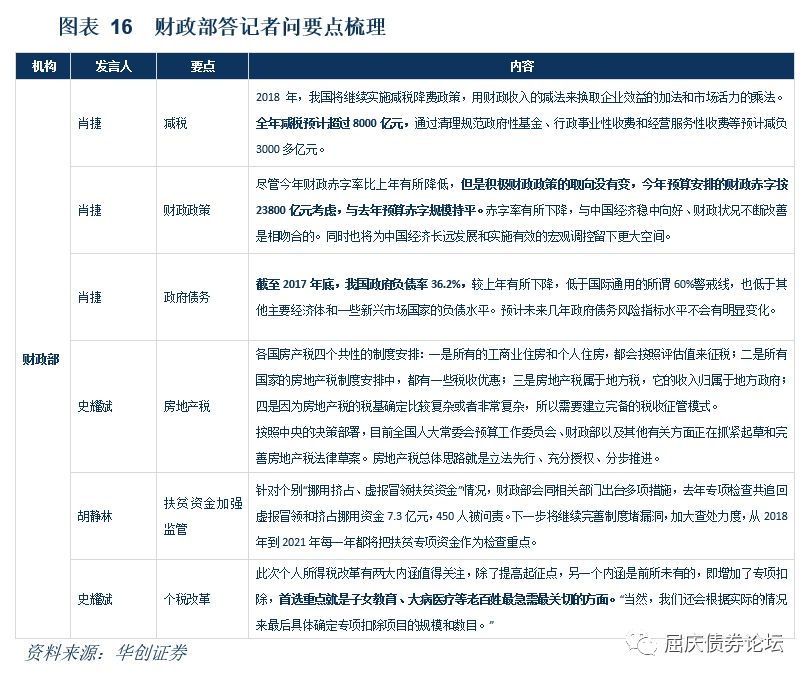 图表 16 财政部答记者问要点梳理
机构 发言人 要点 内容
财政部
肖捷 减税
2018 年，我国将继续实施减税降费政策，用财政收入的减法来换取企业效益的加法和市场活力的乘法。
全年减税预计超过 8000 亿元，通过清理规范政府性基金、行政事业性收费和经营服务性收费等预计减负
3000 多亿元。
肖捷 财政政策
尽管今年财政赤字率比上年有所降低，但是积极财政政策的取向没有变，今年预算安排的财政赤字按
23800 亿元考虑，与去年预算赤字规模持平。赤字率有所下降，与中国经济稳中向好、财政状况不断改善
是相吻合的。同时也将为中国经济长远发展和实施有效的宏观调控留下更大空间。
肖捷 政府债务
截至 2017 年底，我国政府负债率 36.2%，较上年有所下降，低于国际通用的所谓 60%警戒线，也低于其
他主要经济体和一些新兴市场国家的负债水平。预计未来几年政府债务风险指标水平不会有明显变化。
史耀斌 房地产税
各国房产税四个共性的制度安排：一是所有的工商业住房和个人住房，都会按照评估值来征税；二是所有
国家的房地产税制度安排中，都有一些税收优惠；三是房地产税属于地方税，它的收入归属于地方政府；
四是因为房地产税的税基确定比较复杂或者非常复杂，所以需要建立完备的税收征管模式。
按照中央的决策部署，目前全国人大常委会预算工作委员会、财政部以及其他有关方面正在抓紧起草和完
善房地产税法律草案。房地产税总体思路就是立法先行、充分授权、分步推进。
胡静林 扶贫资金加强
监管
针对个别“挪用挤占、虚报冒领扶贫资金”情况，财政部会同相关部门出台多项措施，去年专项检查共追回
虚报冒领和挤占挪用资金 7.3 亿元，450 人被问责。下一步将继续完善制度堵漏洞，加大查处力度，从 2018
年到 2021 年每一年都将把扶贫专项资金作为检查重点。
史耀斌 个税改革
此次个人所得税改革有两大内涵值得关注，除了提高起征点，另一个内涵是前所未有的，即增加了专项扣
除，首选重点就是子女教育、大病医疗等老百姓最急需最关切的方面。“当然，我们还会根据实际的情况
来最后具体确定专项扣除项目的规模和数目。”
资料来源：华创证券
屈庆债券论坛